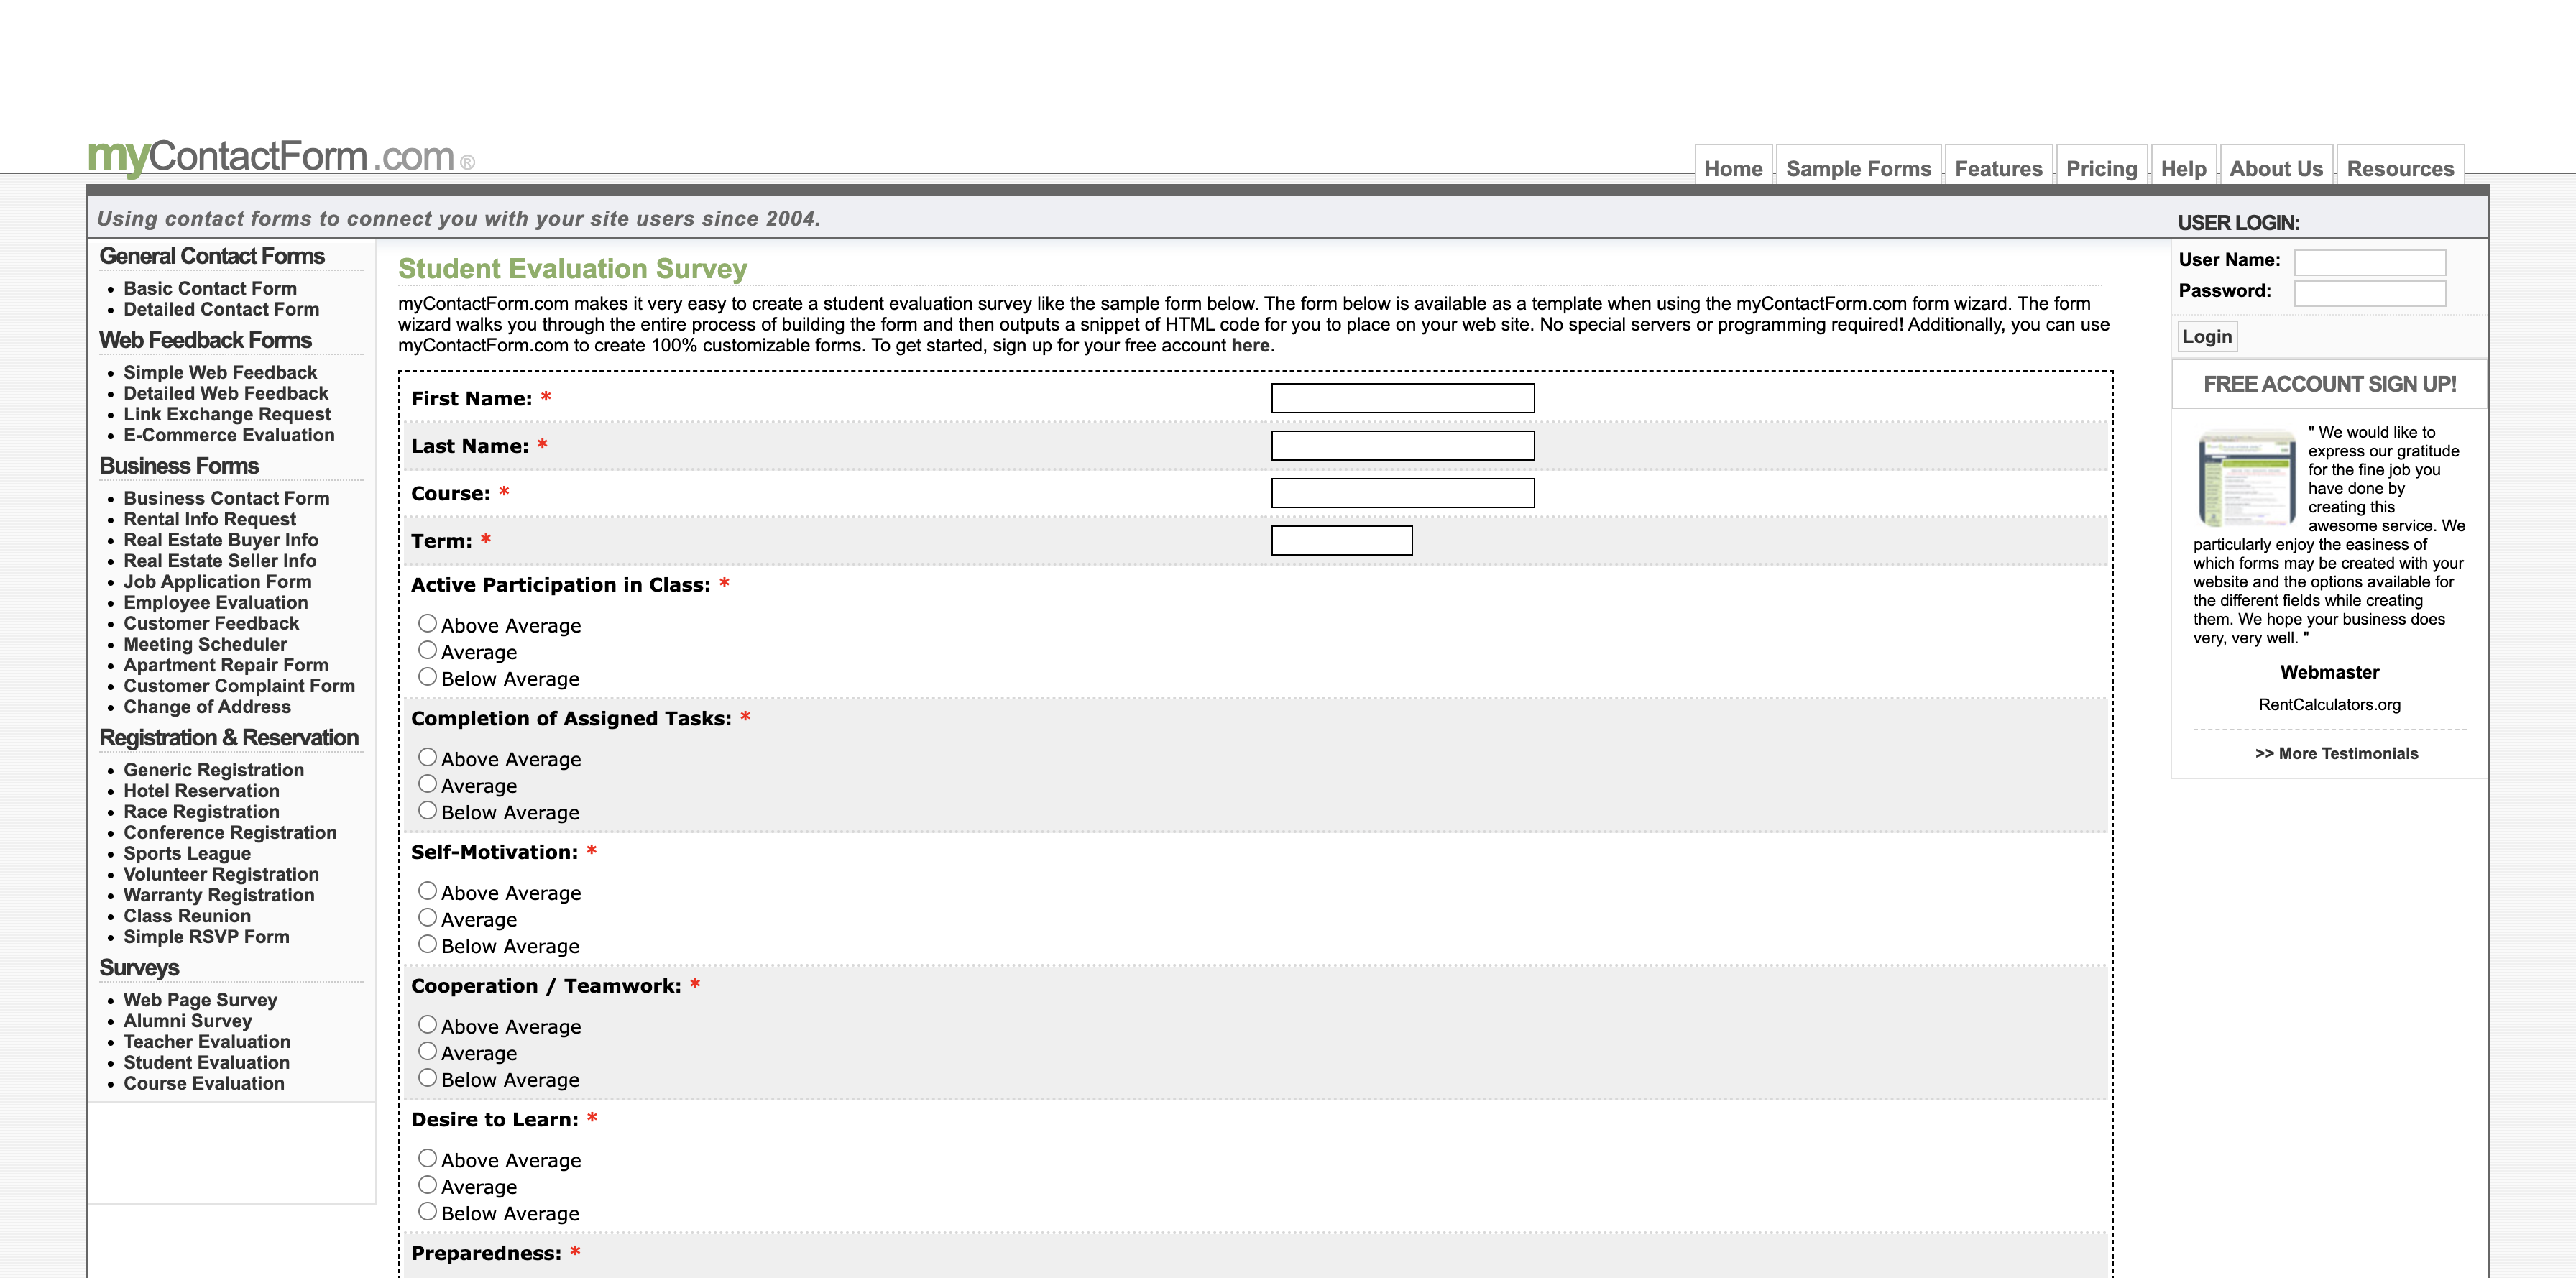 myContactForm.com®
Home
Sample Forms
Features
Pricing
Help
About Us
Resources
Using contact forms to connect you with your site users since 2004.
USER LOGIN:
General Contact Forms
Basic Contact Form
Detailed Contact Form
Web Feedback Forms
Simple Web Feedback
Detailed Web Feedback
Link Exchange Request
E-Commerce Evaluation
Business Forms
Business Contact Form
Rental Info Request
Real Estate Buyer Info
Real Estate Seller Info
Job Application Form
Employee Evaluation
Customer Feedback
Meeting Scheduler
Apartment Repair Form
Customer Complaint Form
Change of Address
Registration & Reservation
Generic Registration
Hotel Reservation
Race Registration
Conference Registration
Sports League
Volunteer Registration
Warranty Registration
Class Reunion
Simple RSVP Form
Surveys
Web Page Survey
Alumni Survey
Teacher Evaluation
Student Evaluation
Course Evaluation
Student Evaluation Survey
myContactForm.com makes it very easy to create a student evaluation survey like the sample form below. The form below is available as a template when using the myContactForm.com form wizard. The form
wizard walks you through the entire process of building the form and then outputs a snippet of HTML code for you to place on your web site. No special servers or programming required! Additionally, you can use
myContactForm.com to create 100% customizable forms. To get started, sign up for your free account here.
First Name: *
Last Name: *
Course: *
Term: *
Active Participation in Class: *
Above Average
Average
Below Average
Completion of Assigned Tasks: *
Above Average
Average
Below Average
Self-Motivation: *
Above Average
Average
Below Average
Cooperation / Teamwork: *
Above Average
Average
Below Average
Desire to Learn: *
Above Average
Average
Below Average
Preparedness: *
User Name:
Password:
Login
FREE ACCOUNT SIGN UP!
" We would like to
express our gratitude
for the fine job you
have done by
creating this
awesome service. We
particularly enjoy the easiness of
which forms may be created with your
website and the options available for
the different fields while creating
them. We hope your business does
very, very well. "
Webmaster
RentCalculators.org
>> More Testimonials